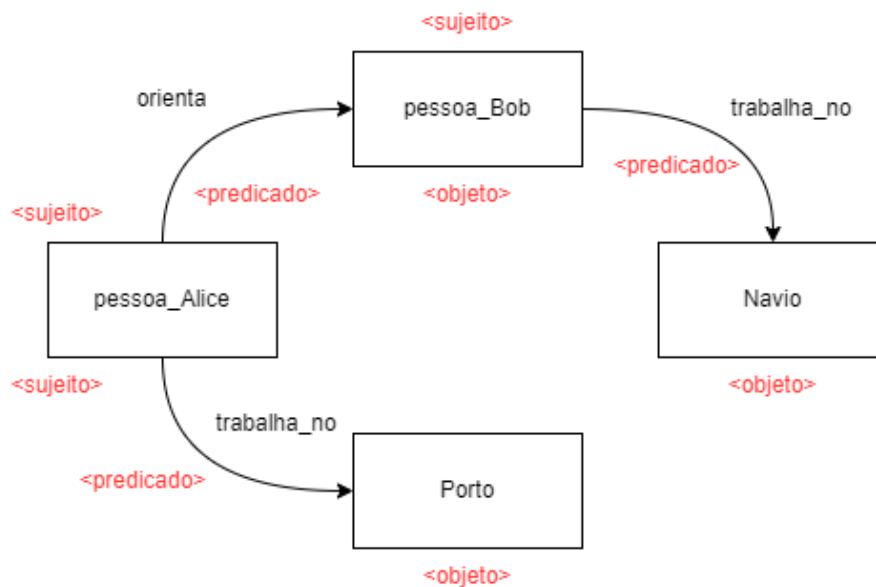 <sujeito>
orienta
pessoa_Bob
trabalha_no
<predicado>
<predicado>
<objeto>
<sujeito>
pessoa_Alice
Navio
<sujeito>
<objeto>
trabalha_no
<predicado>
Porto
<objeto>